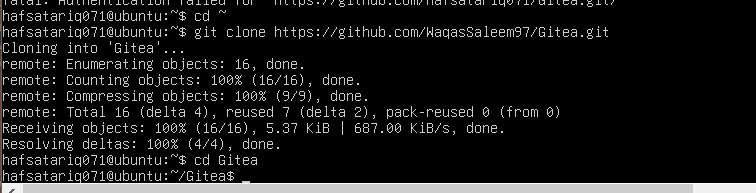 fatal: Authentication failed for 'https://github.com/hafsatariq071/Gitea.git/'
hafsatariq071@ubuntu:~$ cd ~
hafsatariq071@ubuntu:~$ git clone https://github.com/WaqasSaleem97/Gitea.git
Cloning into 'Gitea'...
remote: Enumerating objects: 16, done.
remote: Counting objects: 100% (16/16), done.
remote: Compressing objects: 100% (9/9), done.
remote: Total 16 (delta 4), reused 7 (delta 2), pack-reused 0 (from 0)
Receiving objects: 100% (16/16), 5.37 KiB | 687.00 KiB/s, done.
Resolving deltas: 100% (4/4), done.
hafsatariq071@ubuntu:~$ cd Gitea
hafsatariq071@ubuntu:~/Gitea$ _